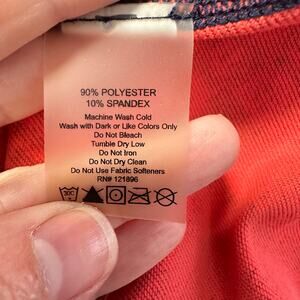 90% POLYESTER
10% SPANDEX
Machine Wash Cold
Wash with Dark or Like Colors Only
Do Not Bleach
Tumble Dry Low
Do Not Iron
Do Not Dry Clean
Do Not Use Fabric Softeners
RN# 121896
30C